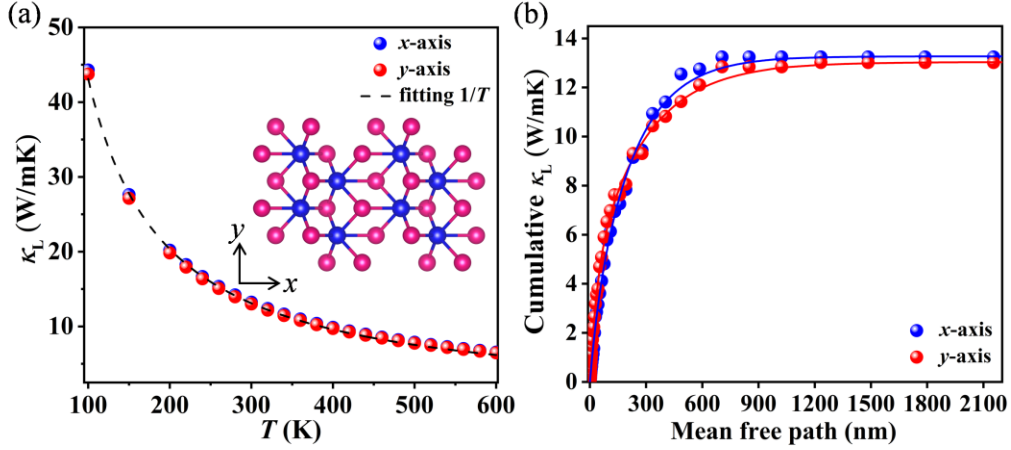 (a)
50
40
30
20
10
κL (W/mK)
x-axis
y-axis
fitting 1/T
y
x
100 200 300 400 500 600
T (K)
(b)
14
12
10
8
6
4
2
0
Cumulative κL (W/mK)
x-axis
y-axis
0 300 600 900 1200 1500 1800 2100
Mean free path (nm)